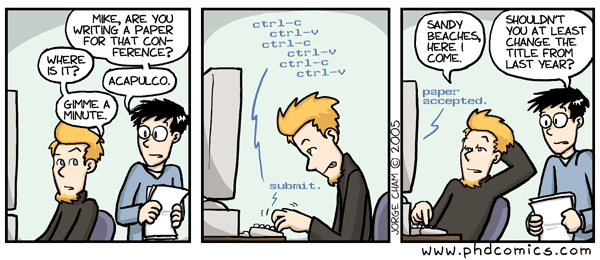 MIKE, ARE YOU
WRITING A PAPER
FOR THAT CON-
FERENCE?
WHERE
IS IT?
ACAPULCO.
GIMME A
MINUTE.
ctrl-c
ctrl-v
ctrl-c
ctrl-v
ctrl-c
ctrl-v
submit.
JORGE CHAM © 2005
SANDY
BEACHES,
HERE I
COME.
SHOULDN'T
YOU AT LEAST
CHANGE THE
TITLE FROM
LAST YEAR?
paper
accepted.
www.phdcomics.com